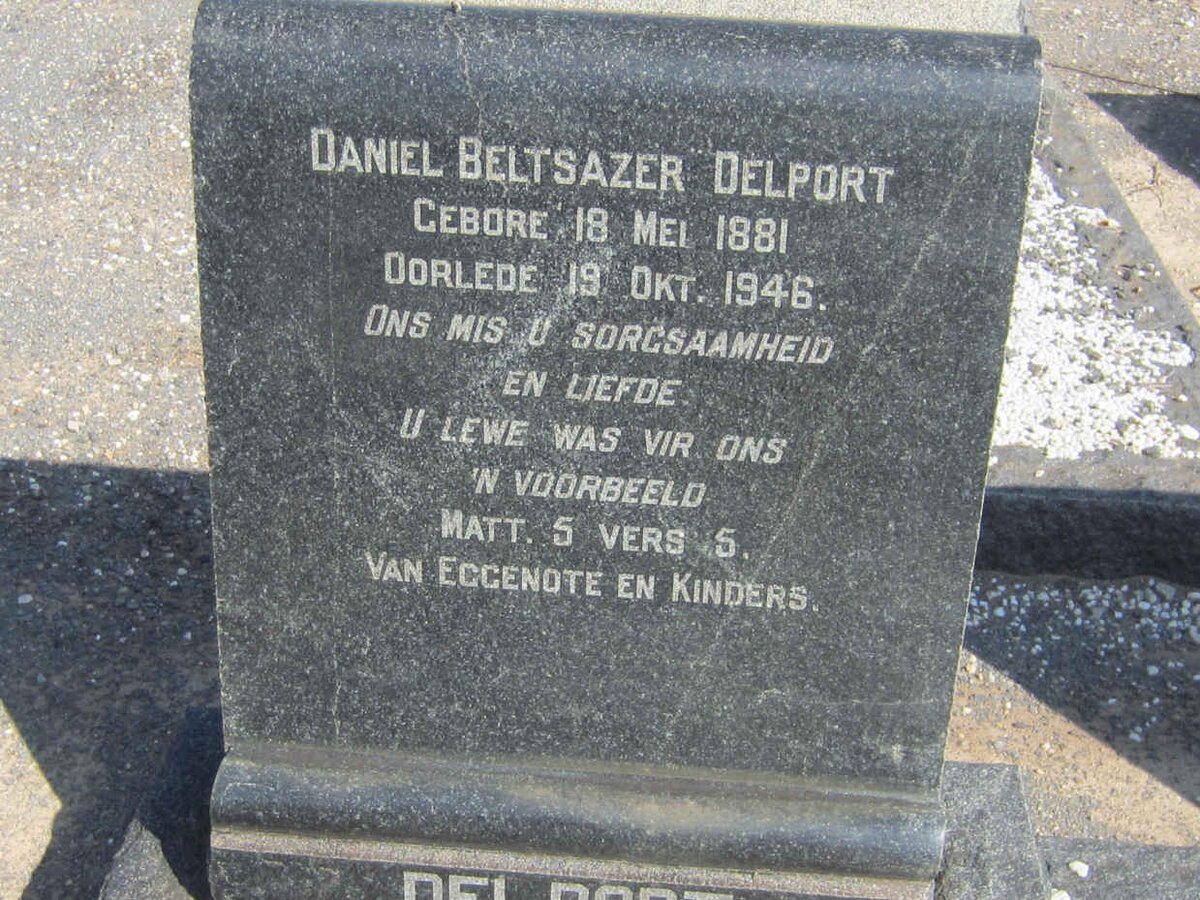 DANIEL BELTSAZER DELPORT
GEBORE 18 MEI 1881
OORLEDE 19 OKT. 1946.
ONS MIS U SORGSAAMHEID
EN LIEFDE
U LEWE WAS VIR ONS
'N VOORBEELD
MATT. 5 VERS 5.
VAN EGGENOTE EN KINDERS.
DELPORT